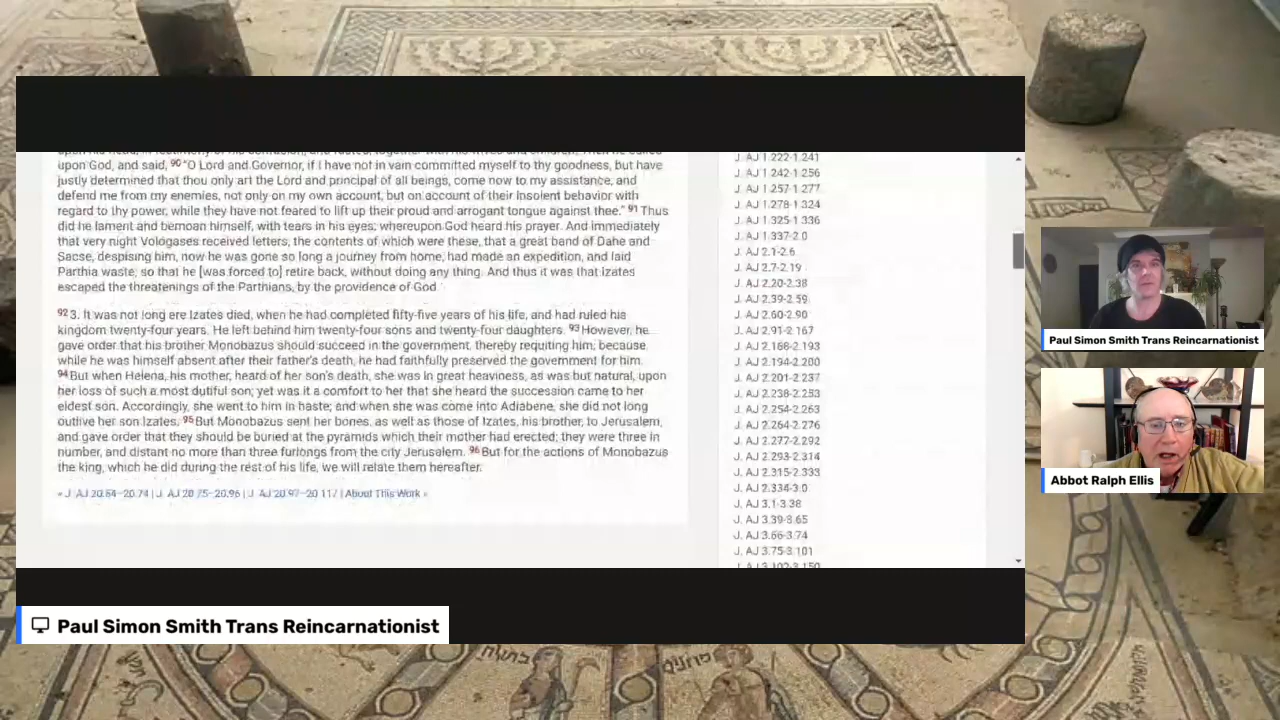 upon God, and said, 90 "O Lord and Governor, if I have not in vain committed myself to thy goodness, but have
justly determined that thou only art the Lord and principal of all beings, come now to my assistance, and
defend me from my enemies, not only on my own account, but on account of their insolent behavior with
regard to thy power, while they have not feared to lift up their proud and arrogant tongue against thee." 91 Thus
did he lament and bemoan himself, with tears in his eyes; whereupon God heard his prayer. And immediately
that very night Vologases received letters, the contents of which were these, that a great band of Dahe and
Sacse, despising him, now he was gone so long a journey from home, had made an expedition, and laid
Parthia waste; so that he [was forced to] retire back, without doing any thing. And thus it was that Izates
escaped the threatenings of the Parthians, by the providence of God.
92 3. It was not long ere Izates died, when he had completed fifty-five years of his life, and had ruled his
kingdom twenty-four years. He left behind him twenty-four sons and twenty-four daughters. 93 However, he
gave order that his brother Monobazus should succeed in the government, thereby requiting him, because,
while he was himself absent after their father's death, he had faithfully preserved the government for him.
94 But when Helena, his mother, heard of her son's death, she was in great heaviness, as was but natural, upon
her loss of such a most dutiful son; yet was it a comfort to her that she heard the succession came to her
eldest son. Accordingly, she went to him in haste; and when she was come into Adiabene, she did not long
outlive her son Izates. 95 But Monobazus sent her bones, as well as those of Izates, his brother, to Jerusalem,
and gave order that they should be buried at the pyramids which their mother had erected; they were three in
number, and distant no more than three furlongs from the city Jerusalem. 96 But for the actions of Monobazus
the king, which he did during the rest of his life, we will relate them hereafter.
« J. AJ 20.54-20.74 | J. AJ 20.75-20.96 | J. AJ 20.97-20.117 | About This Work »
J. AJ 1.222-1.241
J. AJ 1.242-1.256
J. AJ 1.257-1.277
J. AJ 1.278-1.324
J. AJ 1.325-1.336
J. AJ 1.337-2.0
J. AJ 2.1-2.6
J. AJ 2.7-2.19
J. AJ 2.20-2.38
J. AJ 2.39-2.59
J. AJ 2.60-2.90
J. AJ 2.91-2.167
J. AJ 2.168-2.193
J. AJ 2.194-2.200
J. AJ 2.201-2.237
J. AJ 2.238-2.253
J. AJ 2.254-2.263
J. AJ 2.264-2.276
J. AJ 2.277-2.292
J. AJ 2.293-2.314
J. AJ 2.315-2.333
J. AJ 2.334-3.0
J. AJ 3.1-3.38
J. AJ 3.39-3.65
J. AJ 3.66-3.74
J. AJ 3.75-3.101
J. AJ 3.102-3.150
Paul Simon Smith Trans Reincarnationist
Abbot Ralph Ellis
Paul Simon Smith Trans Reincarnationist